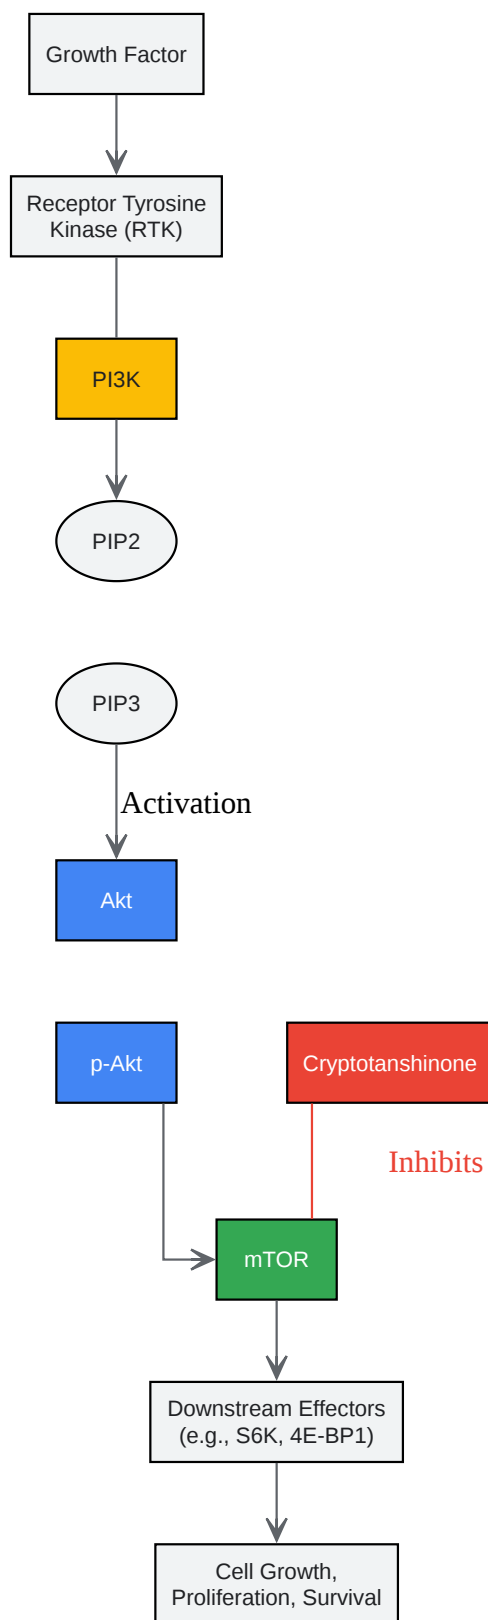 Growth Factor
Receptor Tyrosine
Kinase (RTK)
PI3K
PIP2
PIP3
Activation
Akt
p-Akt
Cryptotanshinone
Inhibits
mTOR
Downstream Effectors
(e.g., S6K, 4E-BP1)
Cell Growth,
Proliferation, Survival